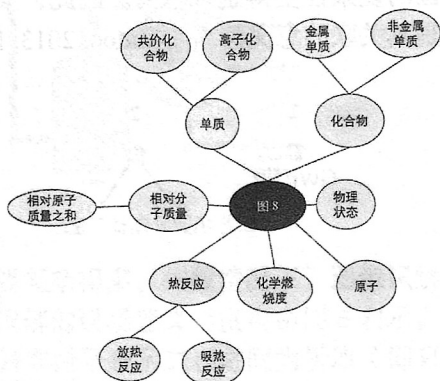 2013
共价化
合物
离子化
合物
金属
单质
非金属
单质
单质
化合物
相对原子
质量之和
相对分
子质量
图 8
物理
状态
热反应
化学燃
烧度
原子
放热
反应
吸热
反应